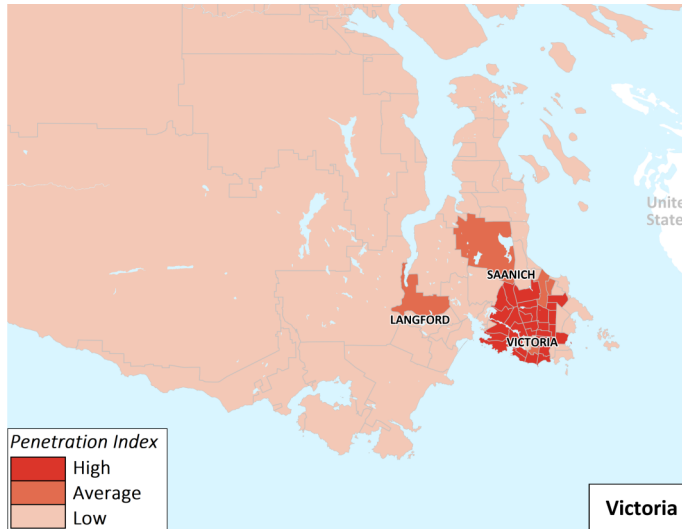 Unite
State
SAANICH
LANGFORD
VICTORIA
Penetration Index
High
Average
Low
Victoria